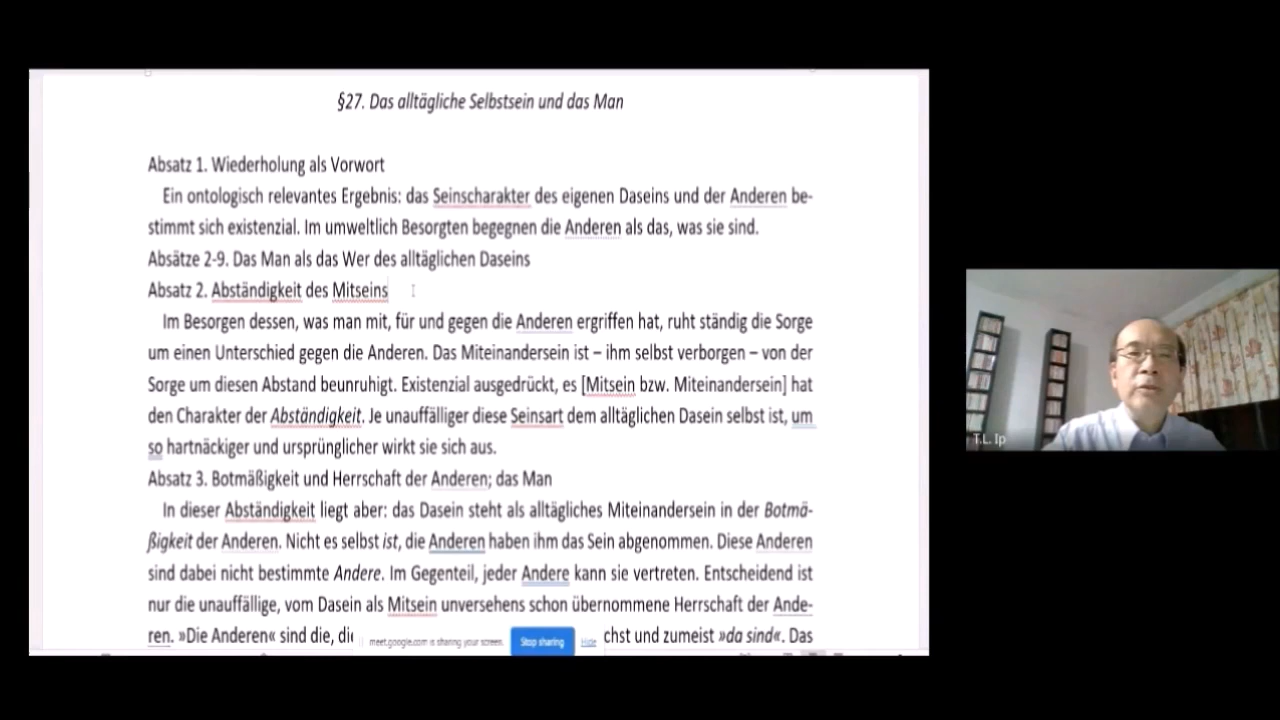 §27. Das alltägliche Selbstsein und das Man
Absatz 1. Wiederholung als Vorwort
Ein ontologisch relevantes Ergebnis: das Seinscharakter des eigenen Daseins und der Anderen be-
stimmt sich existenzial. Im umweltlich Besorgten begegnen die Anderen als das, was sie sind.
Absätze 2-9. Das Man als das Wer des alltäglichen Daseins
Absatz 2. Abständigkeit des Mitseins
Im Besorgen dessen, was man mit, für und gegen die Anderen ergriffen hat, ruht ständig die Sorge
um einen Unterschied gegen die Anderen. Das Miteinandersein ist – ihm selbst verborgen – von der
Sorge um diesen Abstand beunruhigt. Existenzial ausgedrückt, es [Mitsein bzw. Miteinandersein] hat
den Charakter der Abständigkeit. Je unauffälliger diese Seinsart dem alltäglichen Dasein selbst ist, um
so hartnäckiger und ursprünglicher wirkt sie sich aus.
Absatz 3. Botmäßigkeit und Herrschaft der Anderen; das Man
In dieser Abständigkeit liegt aber: das Dasein steht als alltägliches Miteinandersein in der Botmä-
ßigkeit der Anderen. Nicht es selbst ist, die Anderen haben ihm das Sein abgenommen. Diese Anderen
sind dabei nicht bestimmte Andere. Im Gegenteil, jeder Andere kann sie vertreten. Entscheidend ist
nur die unauffällige, vom Dasein als Mitsein unversehens schon übernommene Herrschaft der Ande-
ren. »Die Anderen« sind die, chst und zumeist »da sind«. Das
meet.google.com is sharing your screen. Stop sharing Hide
T.L. Ip